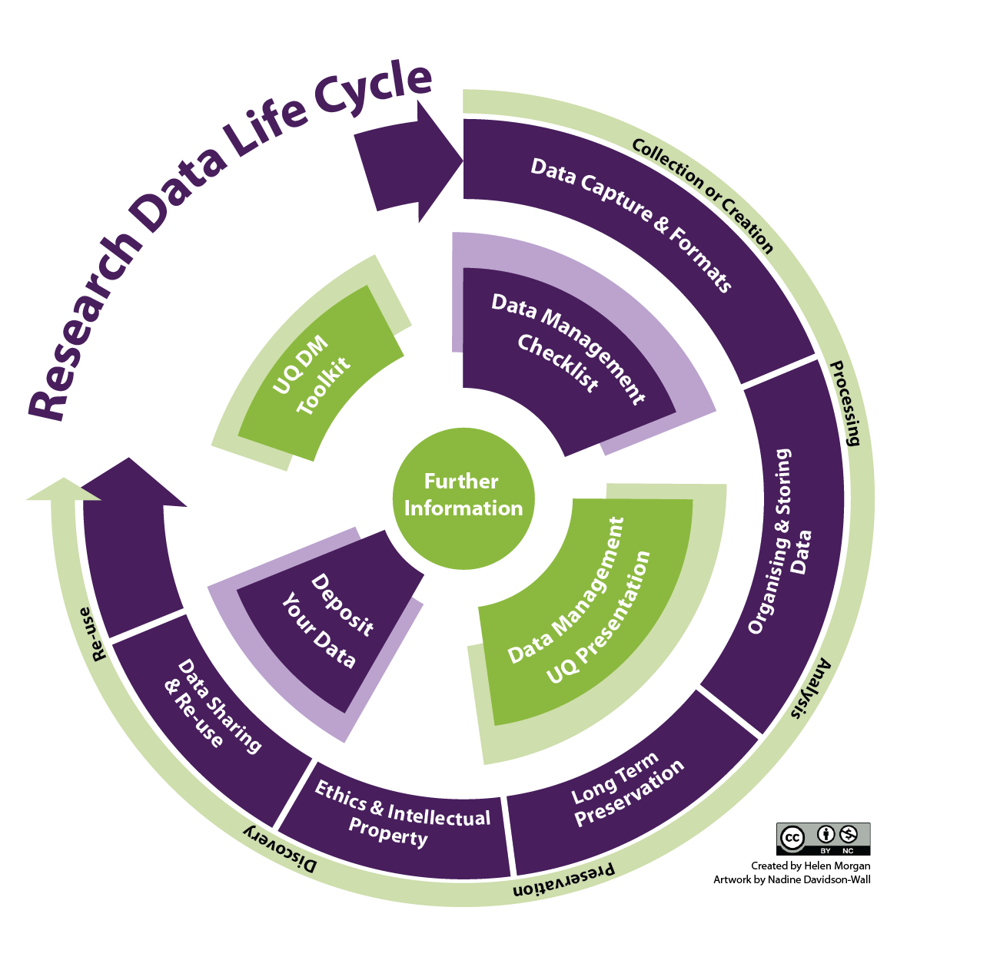 Research Data Life Cycle
Collection or Creation
Data Capture & Formats
Processing
Organising & Storing
Data
Analysis
Long Term
Preservation
Preservation
Ethics & Intellectual
Property
Discovery
Data Sharing
& Re-use
Re-use
Data Management
Checklist
Data Management
UQ Presentation
Deposit
Your Data
UQ DM
Toolkit
Further
Information
cc
BY NC
Created by Helen Morgan
Artwork by Nadine Davidson-Wall